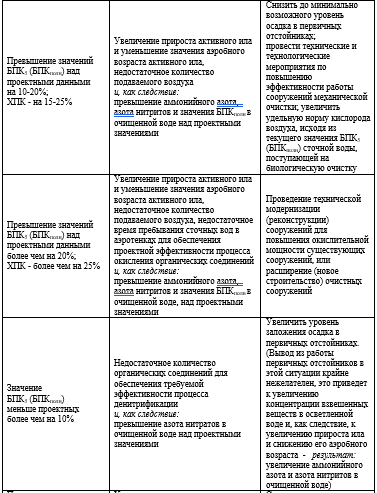 Превышение значений
БПК5 (БПКполн) над
проектными данными
на 10-20%;
ХПК - на 15-25%
Увеличение прироста активного ила
и уменьшение значения аэробного
возраста активного ила,
недостаточное количество
подаваемого воздуха
и, как следствие:
превышение аммонийного азота,
азота нитритов и значения БПКполн в
очищенной воде над проектными
значениями
Снизить до минимально
возможного уровень
осадка в первичных
отстойниках;
провести технические и
технологические
мероприятия по
повышению
эффективности работы
сооружений механической
очистки; увеличить
удельную норму кислорода
воздуха, исходя из
текущего значения БПК5
(БПКполн) сточной воды,
поступающей на
биологическую очистку
Превышение значений
БПК5 (БПКполн) над
проектными данными
более чем на 20%;
ХПК - более чем на 25%
Увеличение прироста активного ила
и уменьшение значения аэробного
возраста активного ила,
недостаточное количество
подаваемого воздуха, недостаточное
время пребывания сточных вод в
аэротенках для обеспечения
проектной эффективности процесса
окисления органических соединений
и, как следствие:
превышение аммонийного азота,
азота нитритов и значения БПКполн в
очищенной воде, над проектными
значениями
Проведение технической
модернизации
(реконструкции)
сооружений для
повышения окислительной
мощности существующих
сооружений, или
расширение (новое
строительство) очистных
сооружений
Значение
БПК5 (БПКполн)
меньше проектных
более чем на 10%
Недостаточное количество
органических соединений для
обеспечения требуемой
эффективности процесса
денитрификации
и, как следствие:
превышение азота нитратов в
очищенной воде над проектными
значениями
Увеличить уровень
заложения осадка в
первичных отстойниках.
(Вывод из работы
первичных отстойников в
этой ситуации крайне
нежелателен, это приведет
к увеличению
концентрации взвешенных
веществ в осветленной
воде и, как следствие, к
увеличению прироста ила
и снижению его аэробного
возраста - результат:
увеличение аммонийного
азота и азота нитритов в
очищенной воде)